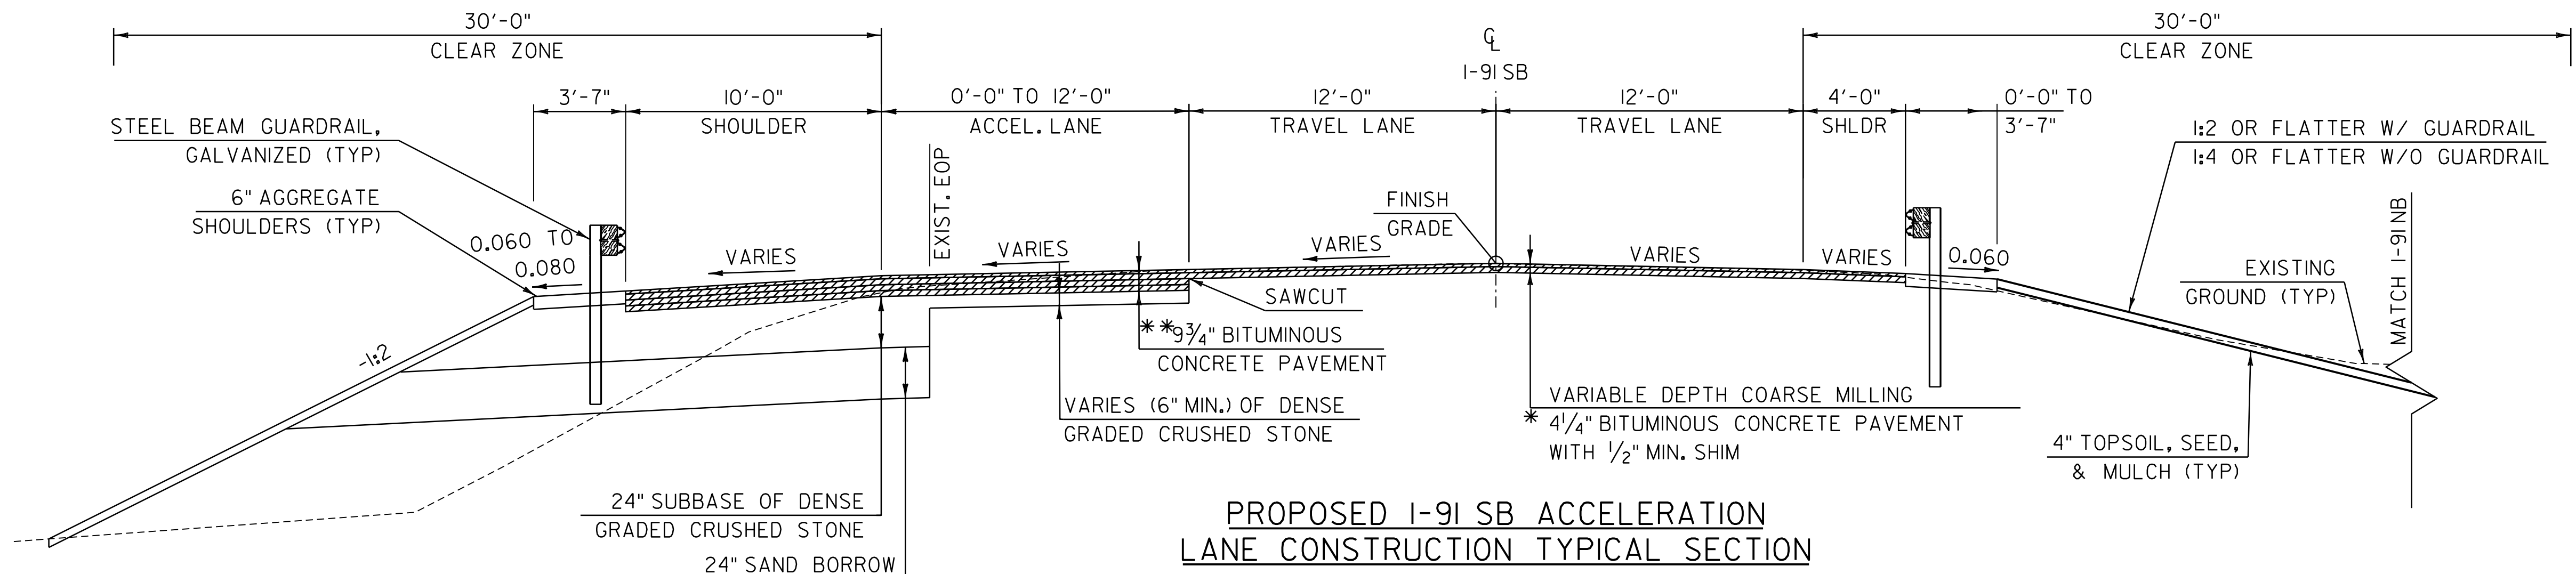 30'-0"
CLEAR ZONE
30'-0"
CLEAR ZONE
℄
I-91 SB
3'-7"
10'-0"
SHOULDER
0'-0" TO 12'-0"
ACCEL. LANE
12'-0"
TRAVEL LANE
12'-0"
TRAVEL LANE
4'-0"
SHLDR
0'-0" TO
3'-7"
STEEL BEAM GUARDRAIL,
GALVANIZED (TYP)
6" AGGREGATE
SHOULDERS (TYP)
0.060 TO
0.080
VARIES
EXIST. EOP
VARIES
VARIES
FINISH
GRADE
VARIES
VARIES
0.060
1:2 OR FLATTER W/ GUARDRAIL
1:4 OR FLATTER W/O GUARDRAIL
EXISTING
GROUND (TYP)
MATCH I-91 NB
SAWCUT
-1:2
**9¾" BITUMINOUS
CONCRETE PAVEMENT
VARIES (6" MIN.) OF DENSE
GRADED CRUSHED STONE
VARIABLE DEPTH COARSE MILLING
* 4¼" BITUMINOUS CONCRETE PAVEMENT
WITH ½" MIN. SHIM
4" TOPSOIL, SEED,
& MULCH (TYP)
24" SUBBASE OF DENSE
GRADED CRUSHED STONE
24" SAND BORROW
PROPOSED I-91 SB ACCELERATION
LANE CONSTRUCTION TYPICAL SECTION